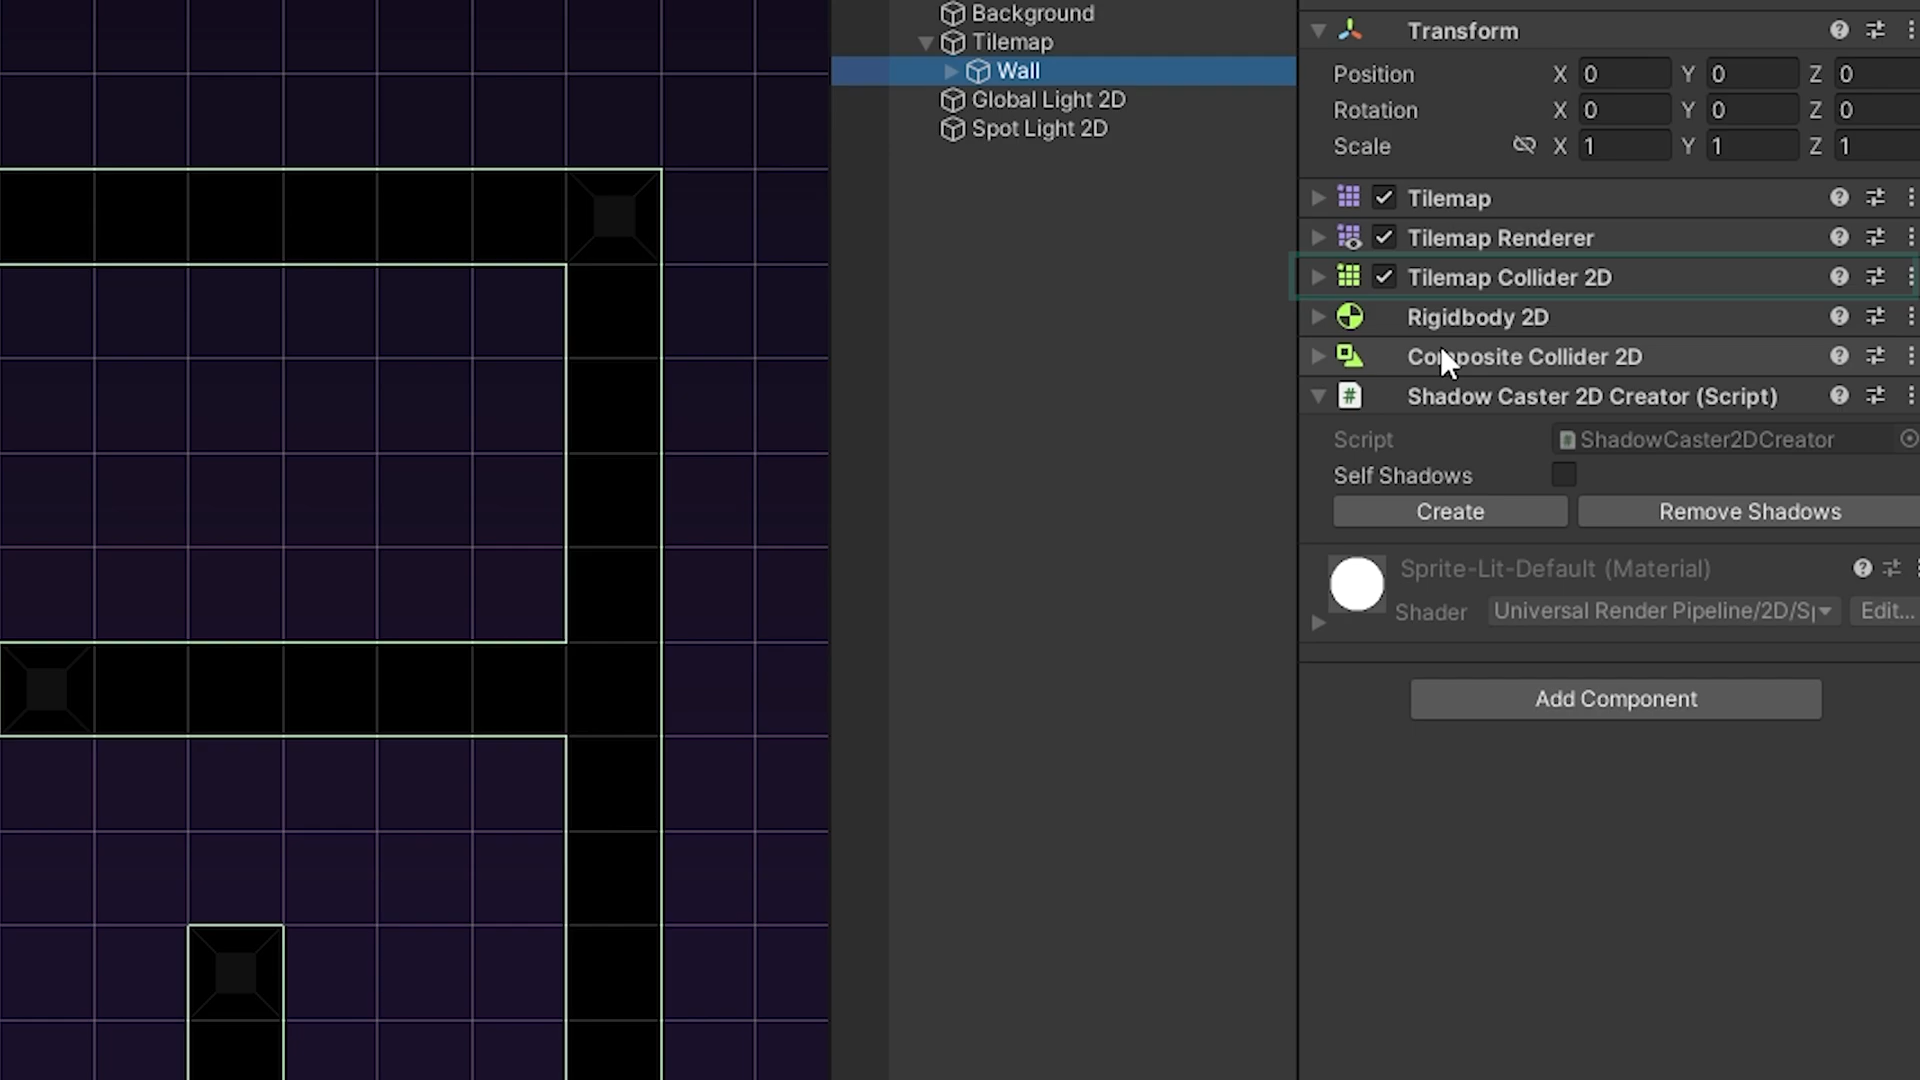 Background
Tilemap
Wall
Global Light 2D
Spot Light 2D
Transform
Position X 0 Y 0 Z 0
Rotation X 0 Y 0 Z 0
Scale X 1 Y 1 Z 1
Tilemap
Tilemap Renderer
Tilemap Collider 2D
Rigidbody 2D
Composite Collider 2D
# Shadow Caster 2D Creator (Script)
Script # ShadowCaster2DCreator
Self Shadows
Create Remove Shadows
Sprite-Lit-Default (Material)
Shader Universal Render Pipeline/2D/Sp Edit...
Add Component